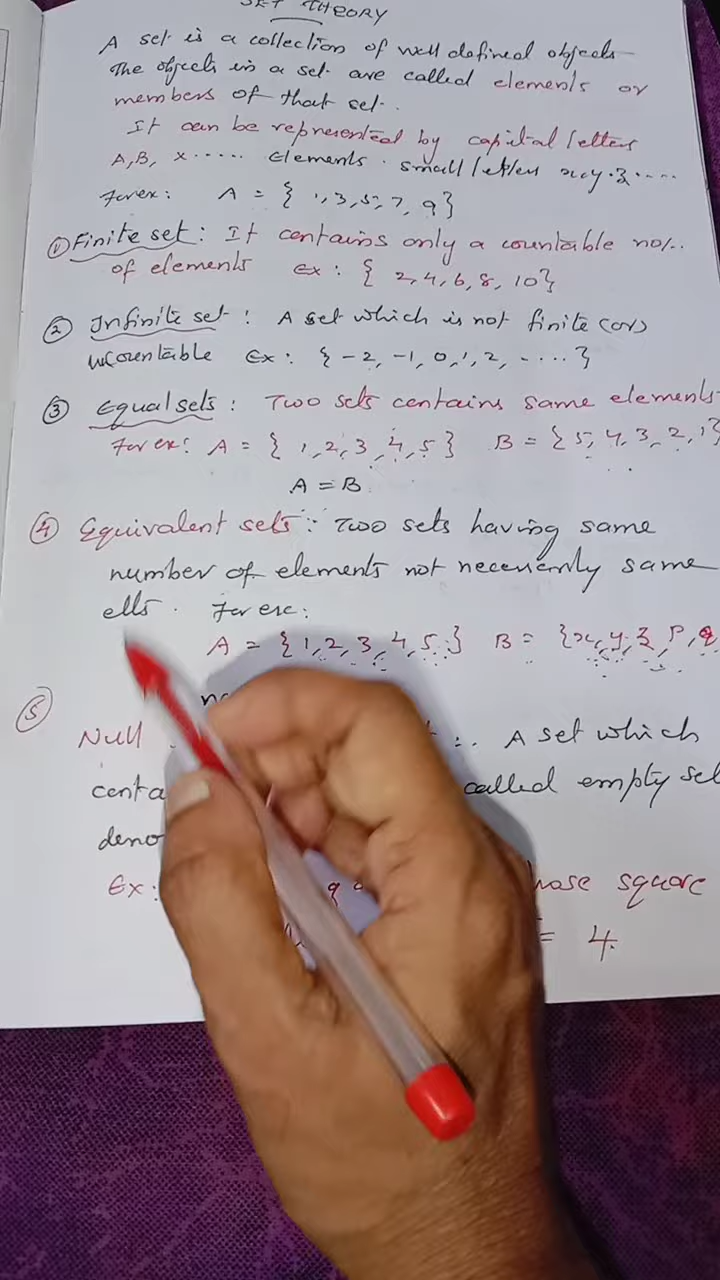 SET THEORY
A set is a collection of well defined objects
The objects in a set are called elements or
members of that set.
It can be represented by capital letters
A, B, X ..... Elements. small letters x y z ....
For ex: A = { 1, 3, 5, 7, 9}
① Finite set : It contains only a countable no..
of elements Ex : { 2, 4, 6, 8, 10}
② Infinite set : A set which is not finite (or)
uncountable Ex : { -2, -1, 0, 1, 2, ....}
③ Equal sets : Two sets contains same elements
For ex: A = { 1, 2, 3, 4, 5} B = {5, 4, 3, 2, 1}
A = B
④ Equivalent sets : Two sets having same
number of elements not necessarily same
ells. For ex:
A = { 1, 2, 3, 4, 5 } B = {x, y, z, p, q
⑤
Null : A set which
conta called empty set
deno
Ex: square
= 4